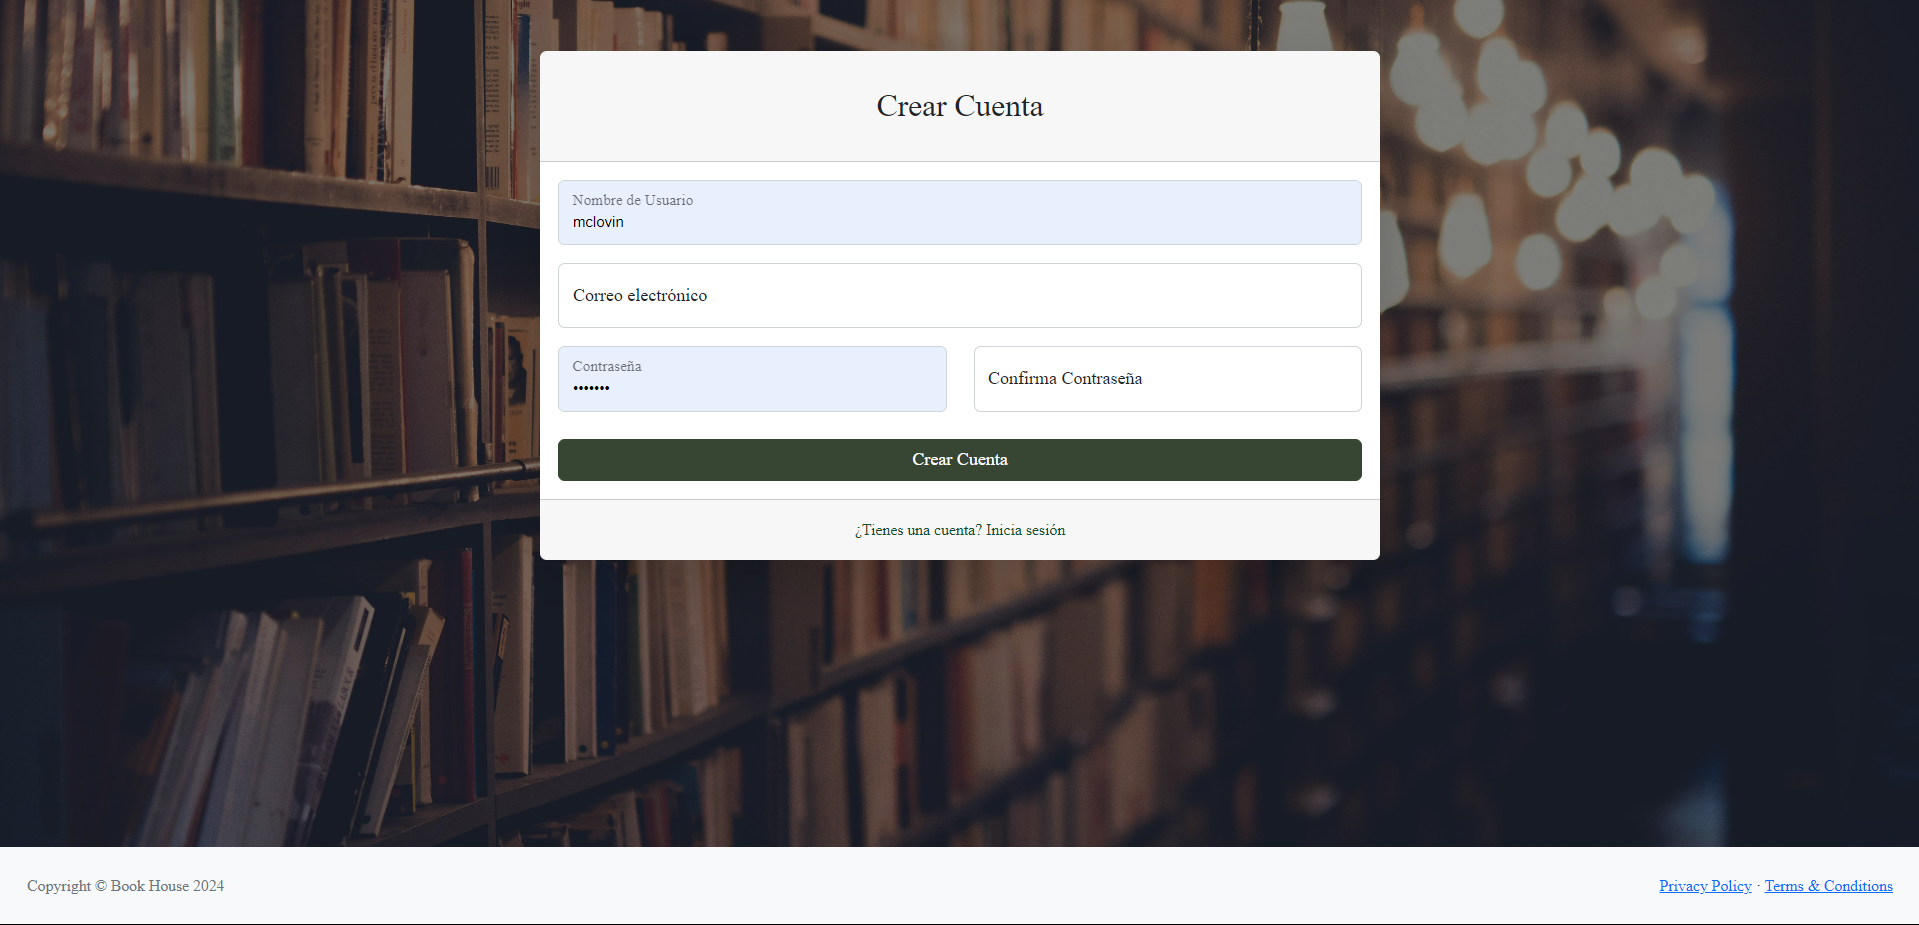 Crear Cuenta
Nombre de Usuario
mclovin
Correo electrónico
Contraseña
•••••••
Confirma Contraseña
Crear Cuenta
¿Tienes una cuenta? Inicia sesión
Copyright © Book House 2024
Privacy Policy · Terms & Conditions